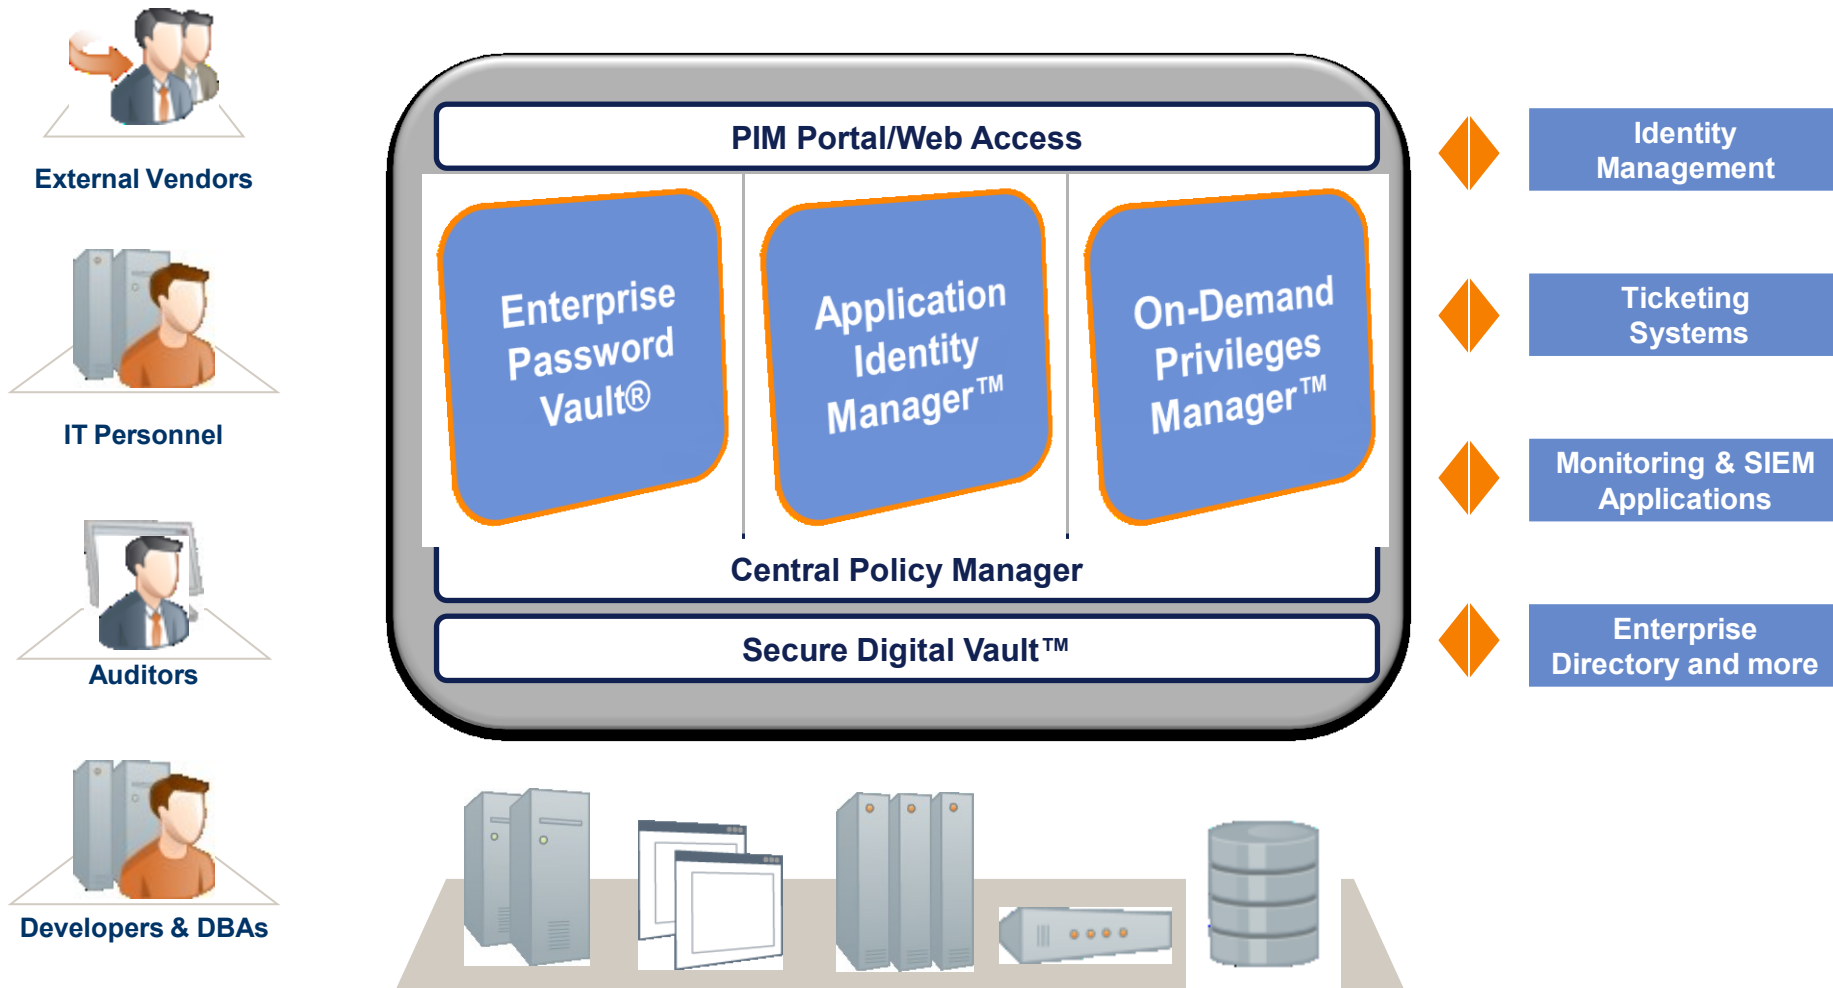 External Vendors
IT Personnel
Auditors
Developers & DBAs
PIM Portal/Web Access
Enterprise
Password
Vault®
Application
Identity
Manager™
On-Demand
Privileges
Manager™
Central Policy Manager
Secure Digital Vault™
Identity
Management
Ticketing
Systems
Monitoring & SIEM
Applications
Enterprise
Directory and more